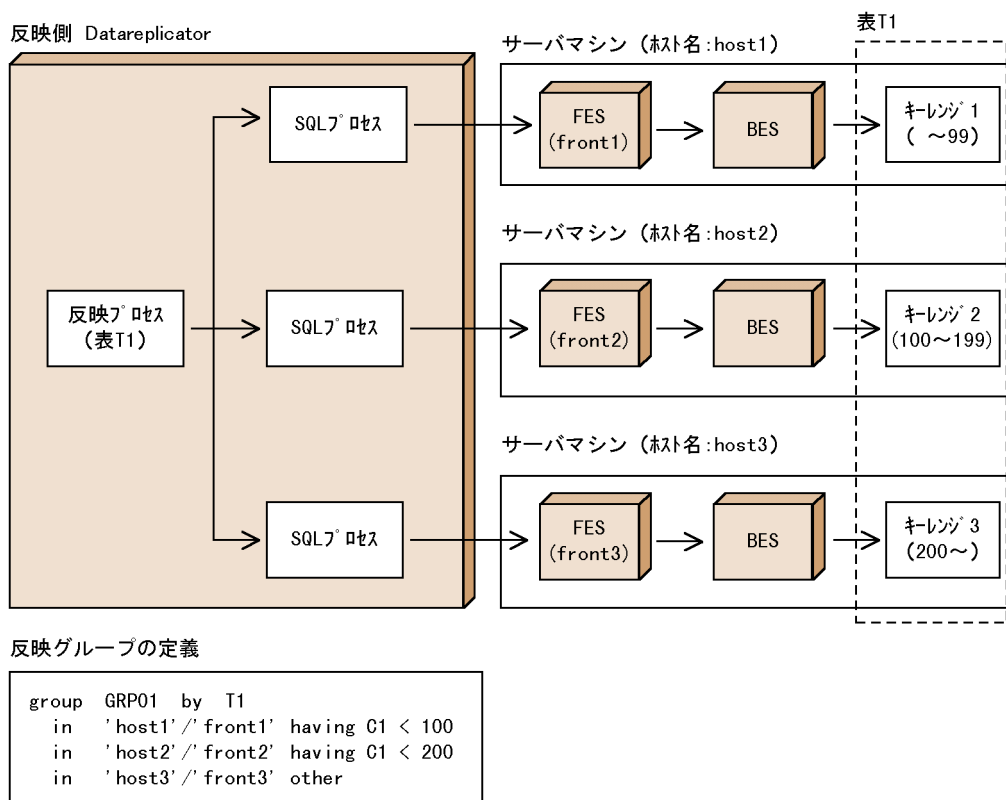 表T1
反映側 Datareplicator
サーバマシン (ﾎｽﾄ名:host1)
SQLﾌﾟﾛｾｽ
FES
(front1)
BES
ｷｰﾚﾝｼﾞ1
( ～99)
サーバマシン (ﾎｽﾄ名:host2)
反映ﾌﾟﾛｾｽ
(表T1)
SQLﾌﾟﾛｾｽ
FES
(front2)
BES
ｷｰﾚﾝｼﾞ2
(100～199)
サーバマシン (ﾎｽﾄ名:host3)
SQLﾌﾟﾛｾｽ
FES
(front3)
BES
ｷｰﾚﾝｼﾞ3
(200～)
反映グループの定義
group GRP01 by T1
in 'host1'/'front1' having C1 < 100
in 'host2'/'front2' having C1 < 200
in 'host3'/'front3' other